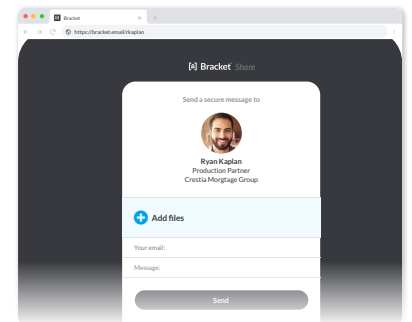 Bracket
https://bracket.email/rkaplan
Bracket Share
Send a secure message to
Ryan Kaplan
Production Partner
Crestia Morgtage Group
Add files
Your email:
Message:
Send